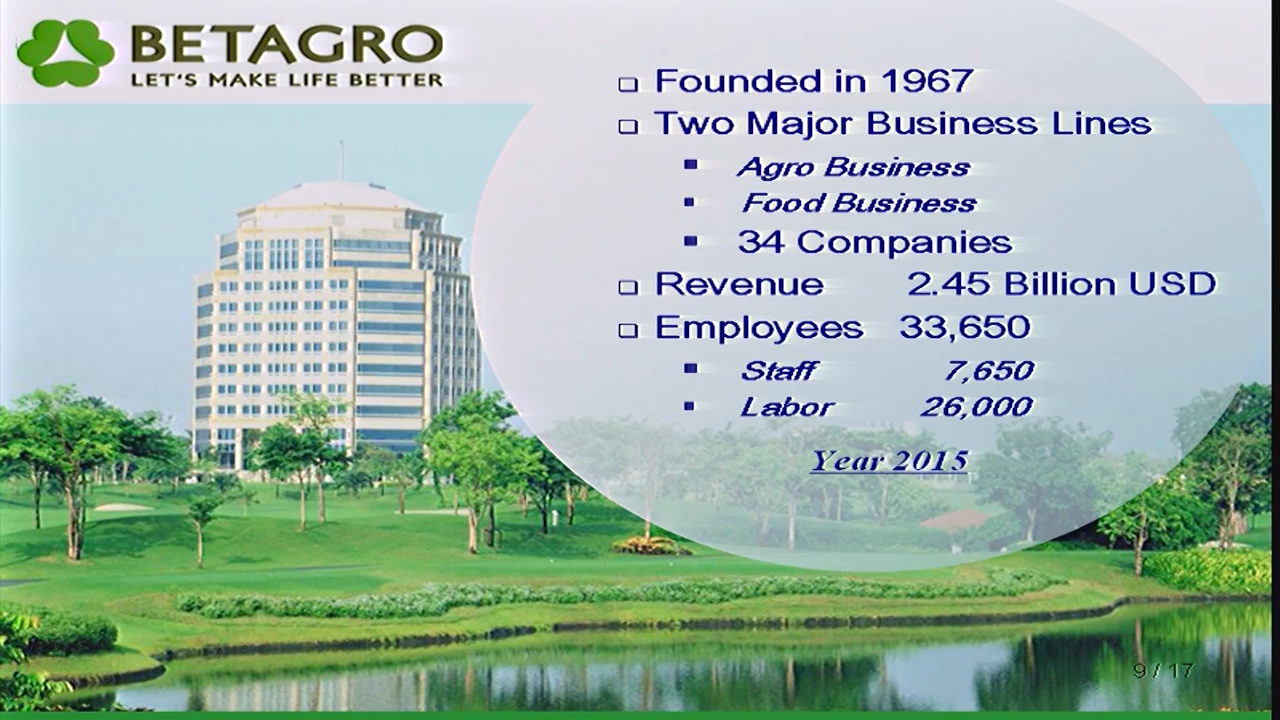 BETAGRO
LET'S MAKE LIFE BETTER
Founded in 1967
Two Major Business Lines
Agro Business
Food Business
34 Companies
Revenue 2.45 Billion USD
Employees 33,650
Staff 7,650
Labor 26,000
Year 2015
9 / 17